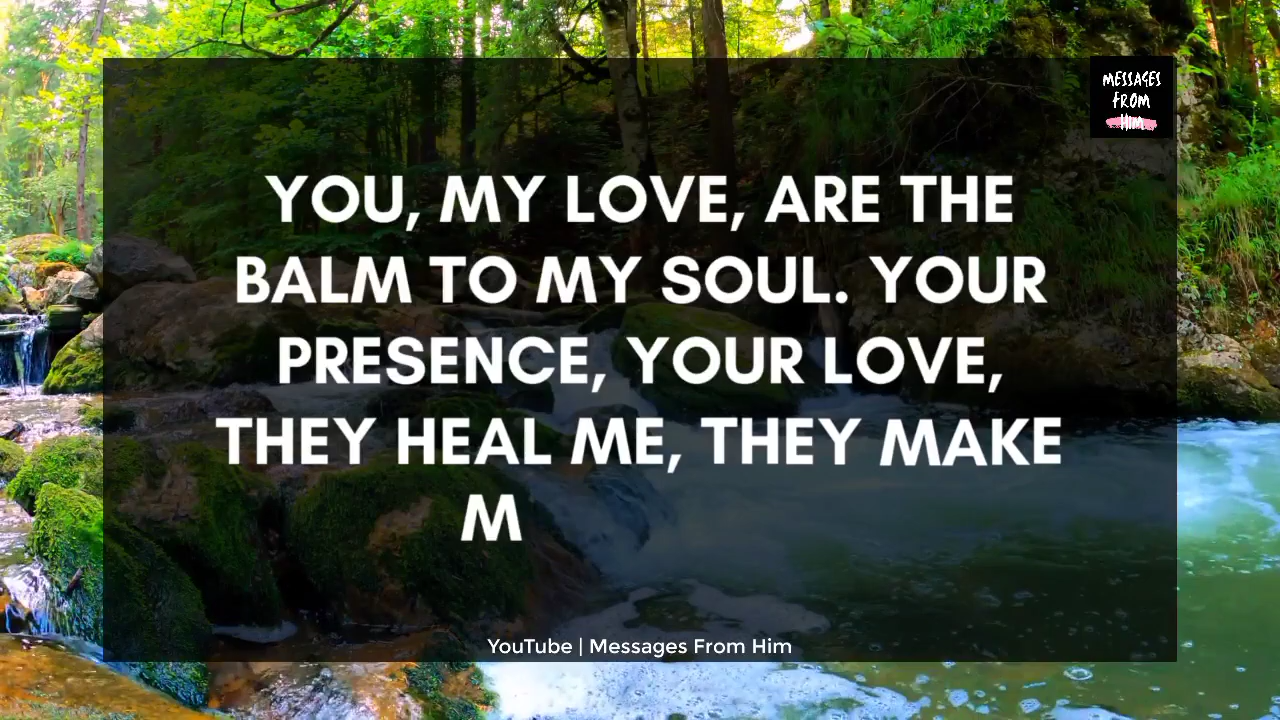 MESSAGES
FROM
HIM
YOU, MY LOVE, ARE THE
BALM TO MY SOUL. YOUR
PRESENCE, YOUR LOVE,
THEY HEAL ME, THEY MAKE
M
YouTube | Messages From Him